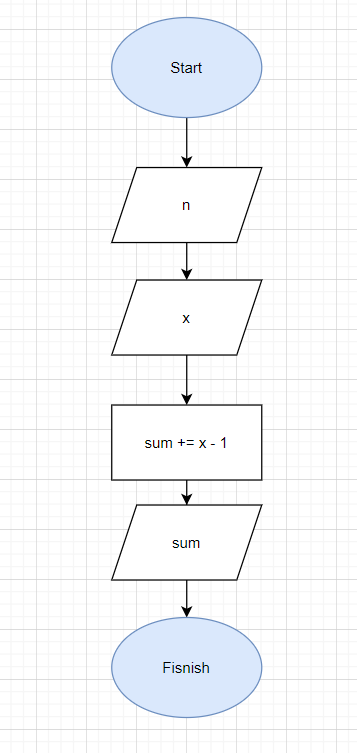 Start
n
x
sum += x - 1
sum
Fisnish